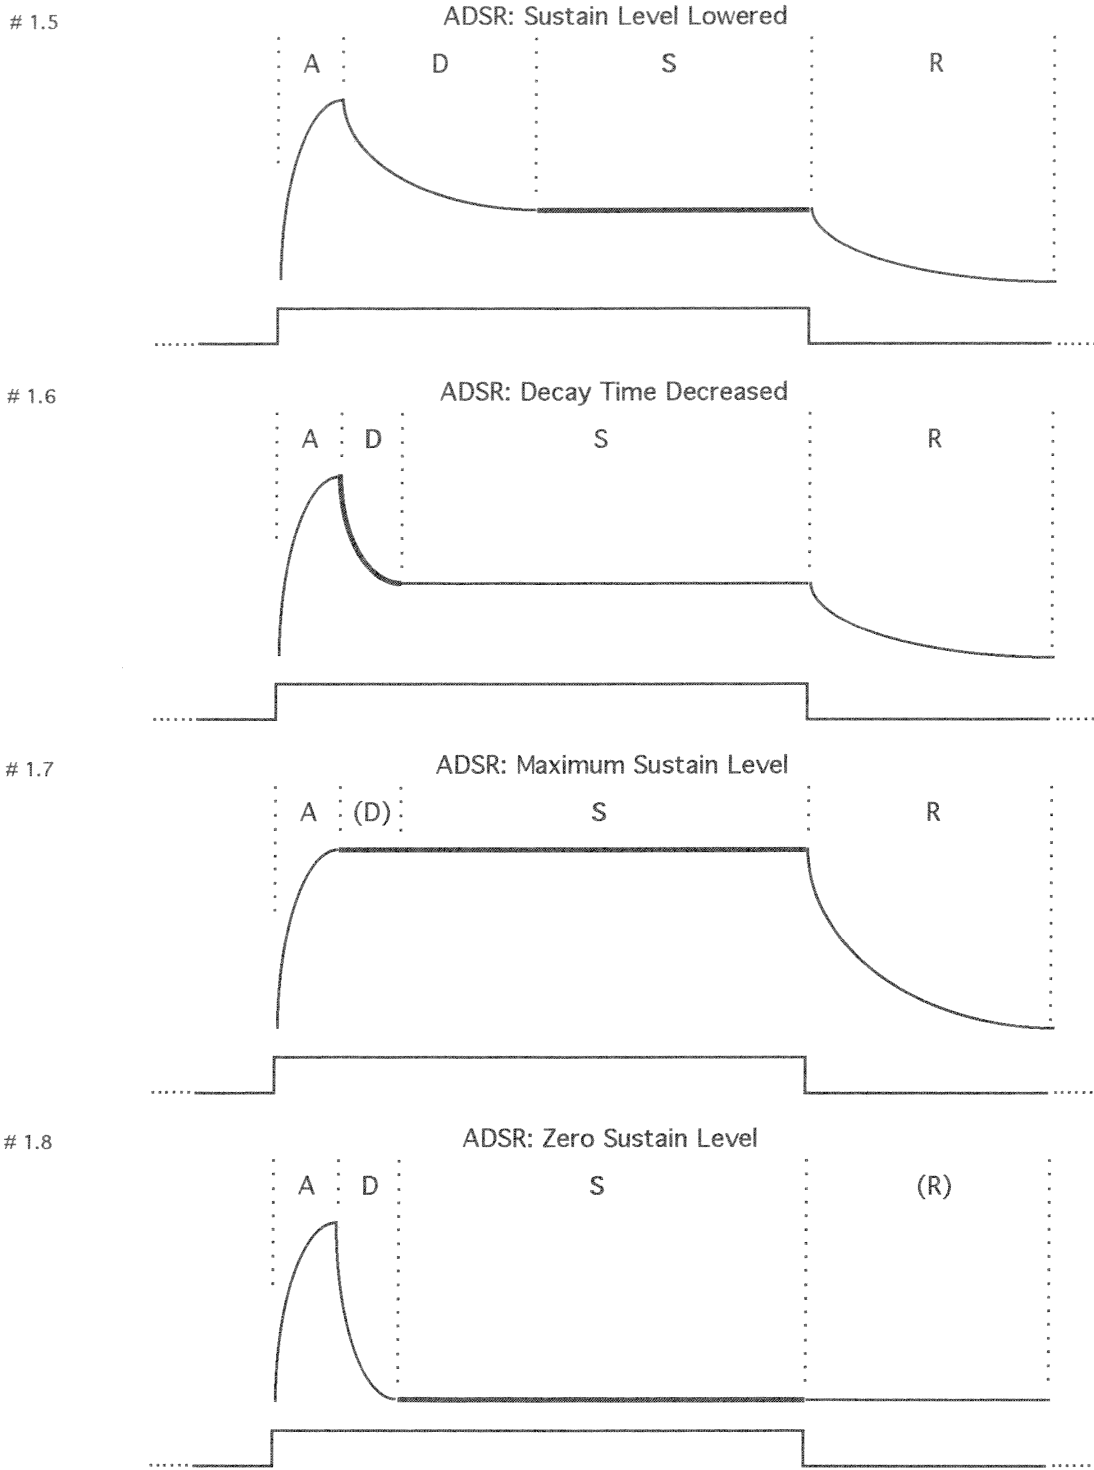 # 1.5
ADSR: Sustain Level Lowered
A D S R
# 1.6
ADSR: Decay Time Decreased
A D S R
# 1.7
ADSR: Maximum Sustain Level
A (D) S R
# 1.8
ADSR: Zero Sustain Level
A D S (R)